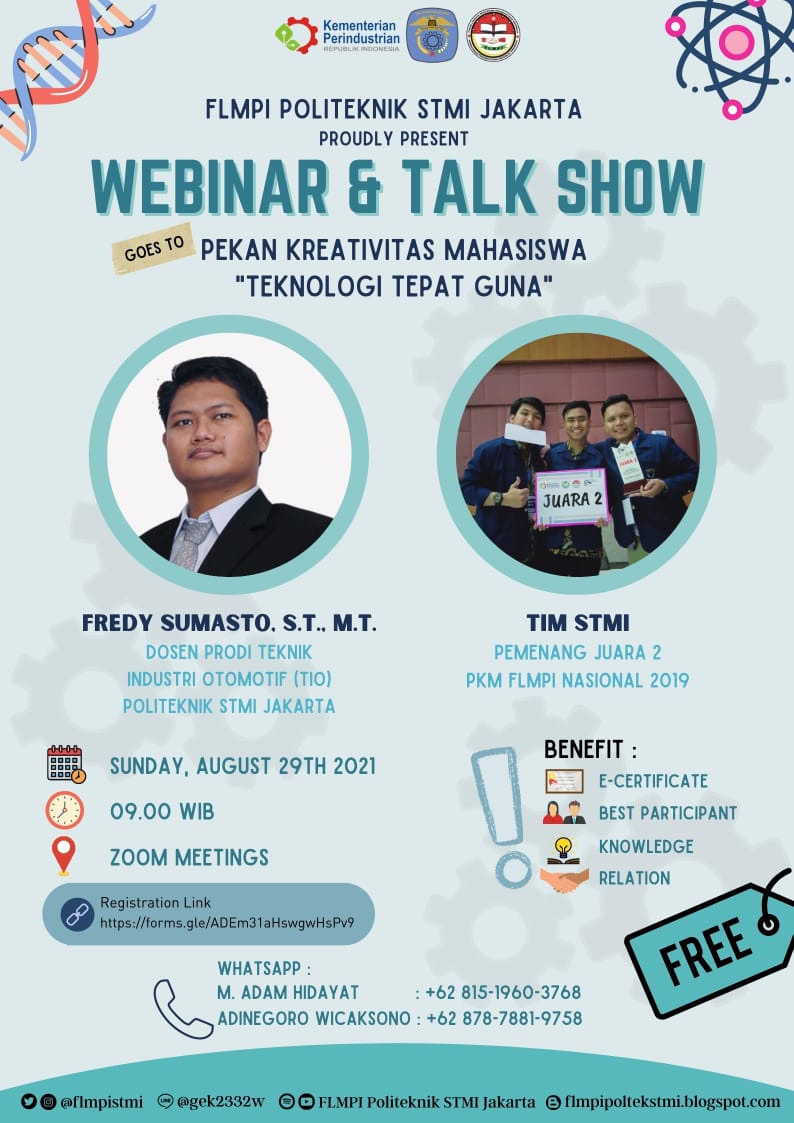 Kementerian
Perindustrian
REPUBLIK INDONESIA
FLMPI POLITEKNIK STMI JAKARTA
PROUDLY PRESENT
WEBINAR & TALK SHOW
GOES TO
PEKAN KREATIVITAS MAHASISWA
"TEKNOLOGI TEPAT GUNA"
JUARA 2
JUARA 1
FREDY SUMASTO, S.T., M.T.
DOSEN PRODI TEKNIK
INDUSTRI OTOMOTIF (TIO)
POLITEKNIK STMI JAKARTA
TIM STMI
PEMENANG JUARA 2
PKM FLMPI NASIONAL 2019
SUNDAY, AUGUST 29TH 2021
09.00 WIB
ZOOM MEETINGS
Registration Link
https://forms.gle/ADEm31aHswgwHsPv9
BENEFIT :
E-CERTIFICATE
BEST PARTICIPANT
KNOWLEDGE
RELATION
FREE
WHATSAPP :
M. ADAM HIDAYAT : +62 815-1960-3768
ADINEGORO WICAKSONO : +62 878-7881-9758
@flmpistmi @gek2332w FLMPI Politeknik STMI Jakarta flmpipoltekstmi.blogspot.com